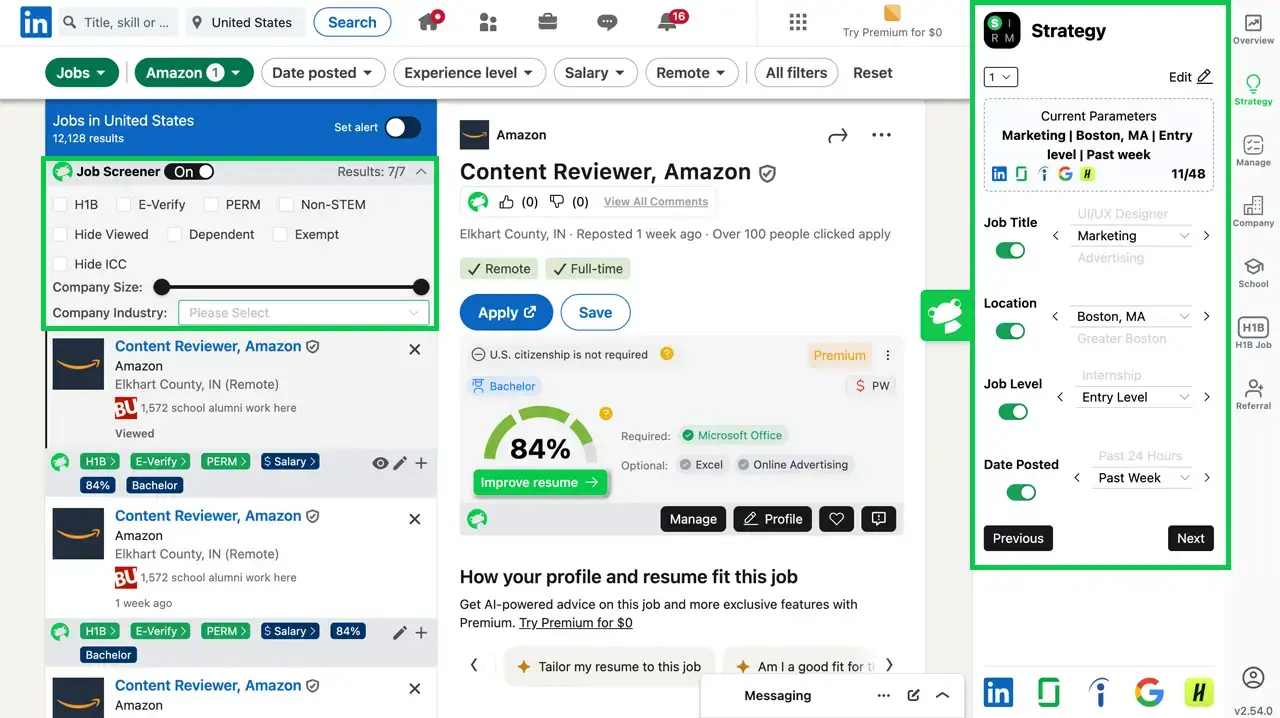 in
Title, skill or ...
United States
Search
16
Try Premium for $0
Jobs
Amazon 1
Date posted
Experience level
Salary
Remote
All filters
Reset
Jobs in United States
12,128 results
Set alert
Job Screener
On
Results: 7/7
H1B
E-Verify
PERM
Non-STEM
Hide Viewed
Dependent
Exempt
Hide ICC
Company Size:
Company Industry:
Please Select
Content Reviewer, Amazon
Amazon
Elkhart County, IN (Remote)
BU
1,572 school alumni work here
Viewed
H1B
E-Verify
PERM
$ Salary
84%
Bachelor
Content Reviewer, Amazon
Amazon
Elkhart County, IN (Remote)
BU
1,572 school alumni work here
1 week ago
H1B
E-Verify
PERM
$ Salary
84%
Bachelor
Content Reviewer, Amazon
Amazon
Amazon
Content Reviewer, Amazon
(0)
(0)
View All Comments
Elkhart County, IN · Reposted 1 week ago · Over 100 people clicked apply
Remote
Full-time
Apply
Save
U.S. citizenship is not required
?
Premium
Bachelor
$ PW
84%
?
Improve resume
Required:
Microsoft Office
Optional:
Excel
Online Advertising
Manage
Profile
How your profile and resume fit this job
Get AI-powered advice on this job and more exclusive features with
Premium. Try Premium for $0
Tailor my resume to this job
Am I a good fit for t
Messaging
S I
R M
Strategy
1
Edit
Current Parameters
Marketing | Boston, MA | Entry
level | Past week
in
G
H
11/48
Job Title
UI/UX Designer
Marketing
Advertising
Location
Boston, MA
Greater Boston
Job Level
Internship
Entry Level
Date Posted
Past 24 Hours
Past Week
Previous
Next
in
G
H
Overview
Strategy
Manage
Company
School
H1B
H1B Job
Referral
v2.54.0